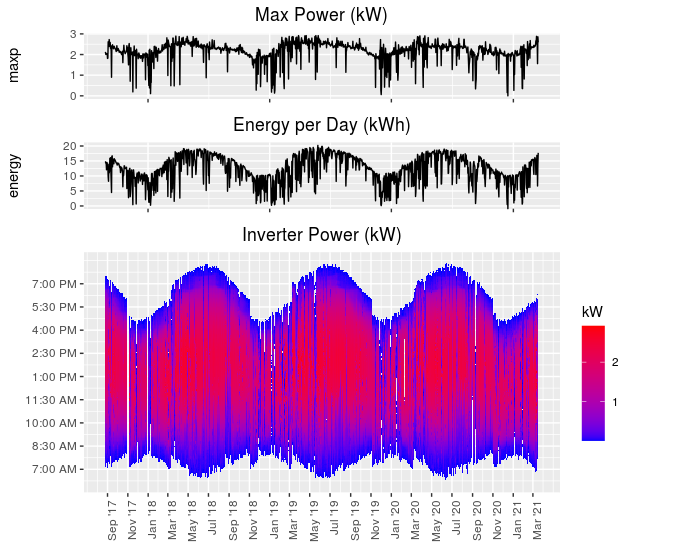 Max Power (kW)
maxp
3
2
1
0
Energy per Day (kWh)
energy
20
15
10
5
0
Inverter Power (kW)
7:00 PM
5:30 PM
4:00 PM
2:30 PM
1:00 PM
11:30 AM
10:00 AM
8:30 AM
7:00 AM
kW
2
1
Sep '17 Nov '17 Jan '18 Mar '18 May '18 Jul '18 Sep '18 Nov '18 Jan '19 Mar '19 May '19 Jul '19 Sep '19 Nov '19 Jan '20 Mar '20 May '20 Jul '20 Sep '20 Nov '20 Jan '21 Mar '21